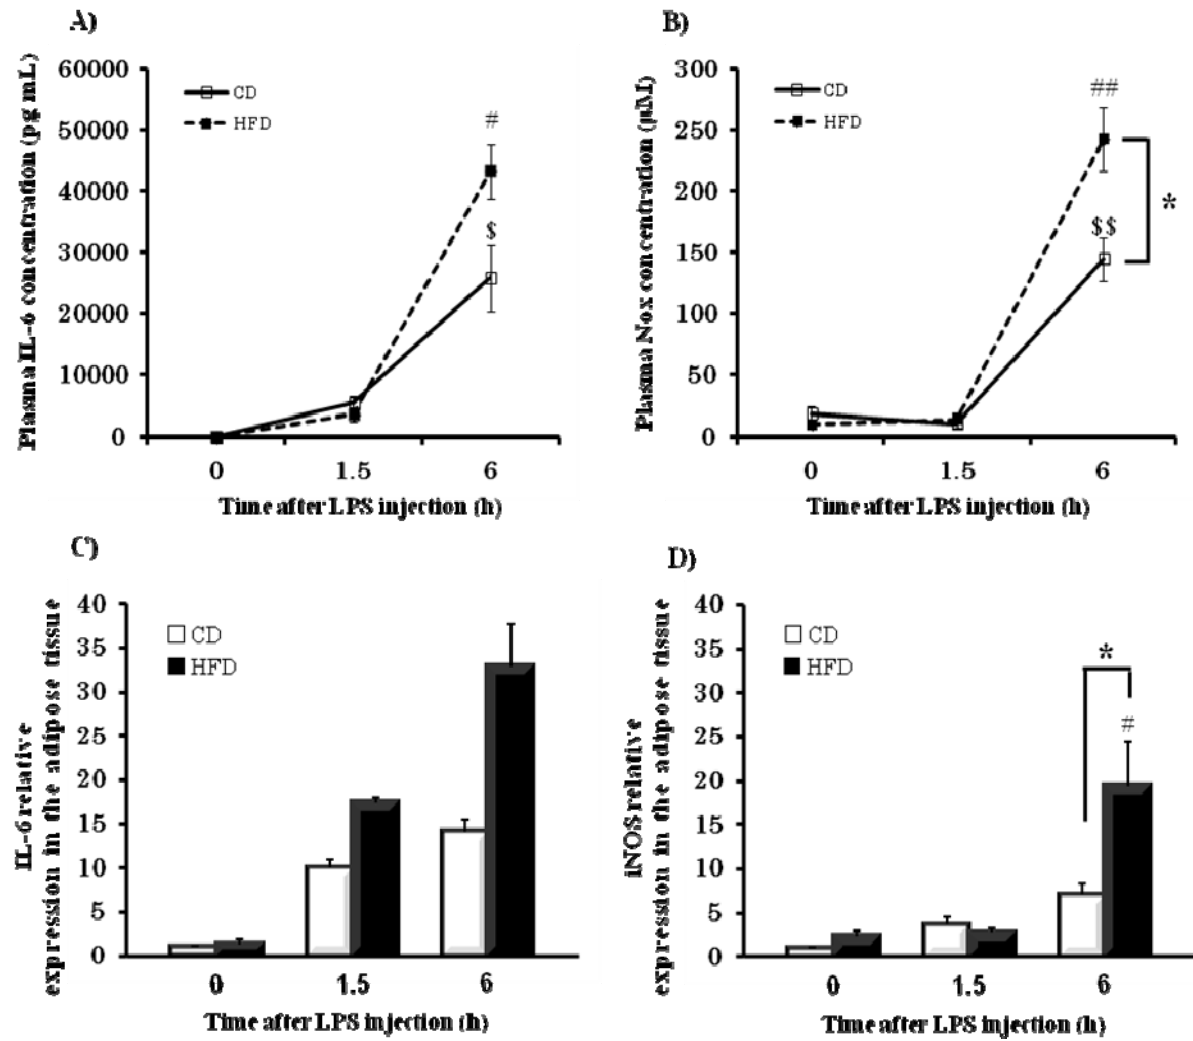 A)
Plasma IL-6 concentration (pg mL)
60000
50000
40000
30000
20000
10000
0
CD
HFD
#
$
0 1.5 6
Time after LPS injection (h)
B)
Plasma Nox concentration (μM)
300
250
200
150
100
50
0
CD
HFD
##
$$
*
0 1.5 6
Time after LPS injection (h)
C)
IL-6 relative
expression in the adipose tissue
40
35
30
25
20
15
10
5
0
CD
HFD
0 1.5 6
Time after LPS injection (h)
D)
iNOS relative
expression in the adipose tissue
40
35
30
25
20
15
10
5
0
CD
HFD
*
#
0 1.5 6
Time after LPS injection (h)